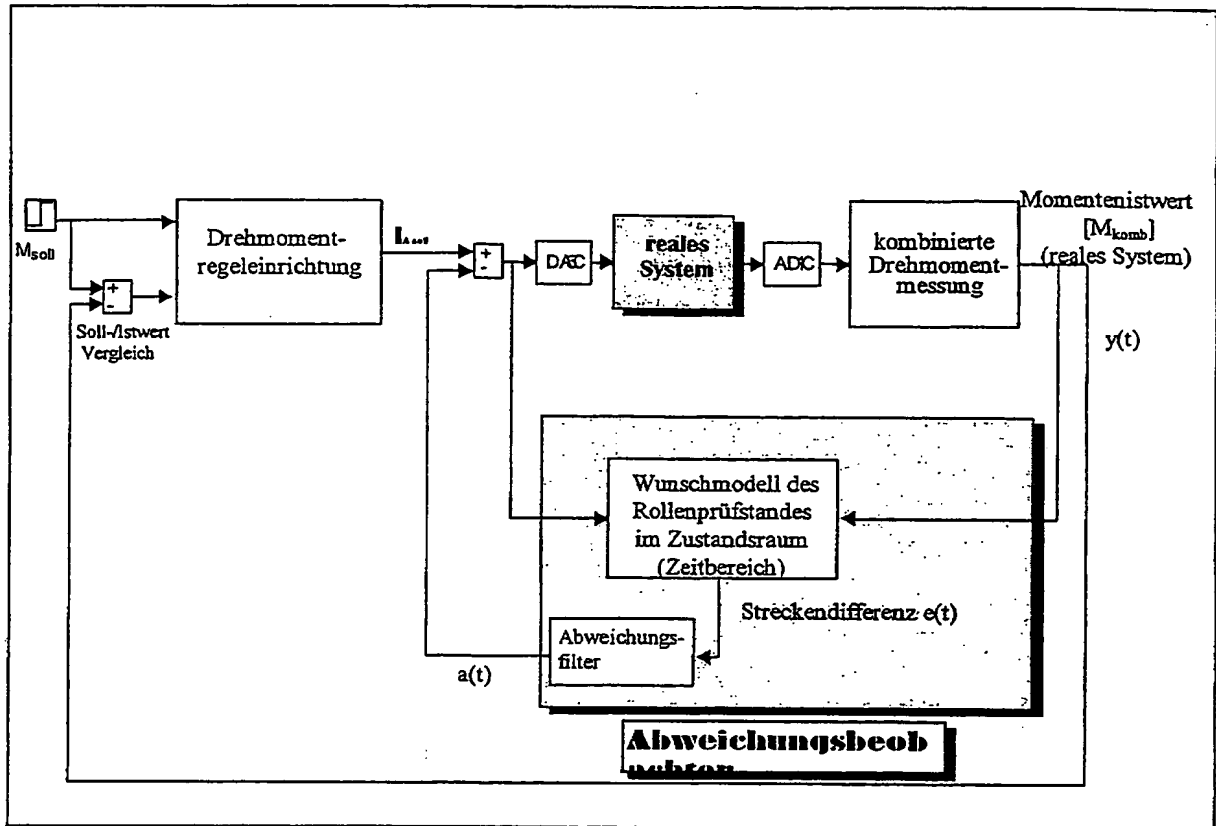 Momentenistwert
[Mkomb]
(reales System)
Msoll
+
-
Soll-/Istwert
Vergleich
Drehmoment-
regeleinrichtung
+
-
reales
System
kombinierte
Drehmoment-
messung
y(t)
Wunschmodell des
Rollenprüfstandes
im Zustandsraum
(Zeitbereich)
Streckendifferenz e(t)
Abweichungs-
filter
a(t)
Abweichungsbeob